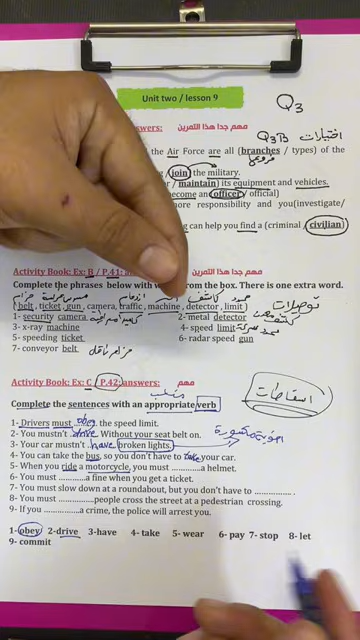 Unit two / lesson 9
Q3
answers: مهم جدا هذا التمرين
اختبارات Q3B
the Air Force are all (branches / types) of the
join the military.
/ maintain) its equipment and vehicles.
become an officer / official)
more responsibility and you(investigate/
ng can help you find a (criminal / civilian
Activity Book: Ex: B / P.41: ans مهم جدا هذا التمرين
Complete the phrases below with from the box. There is one extra word.
توصيلات
(belt, ticket, gun, camera, traffic, machine, detector, limit)
1- security camera 2- metal detector
3- x-ray machine 4- speed limit
5- speeding ticket 6- radar speed gun
7- conveyor belt
Activity Book: Ex: C / P.42: answers: مهم
اسقاطات
Complete the sentences with an appropriate verb
1- Drivers must obey the speed limit.
2- You mustn't drive Without your seat belt on.
3- Your car mustn't have broken lights.
4- You can take the bus, so you don't have to take your car.
5- When you ride a motorcycle, you must ............a helmet.
6- You must ............a fine when you get a ticket.
7- You must slow down at a roundabout, but you don't have to ............
8- You must............people cross the street at a pedestrian crossing.
9- If you ............a crime, the police will arrest you.
1- obey 2-drive 3-have 4- take 5- wear 6- pay 7- stop 8- let
9- commit